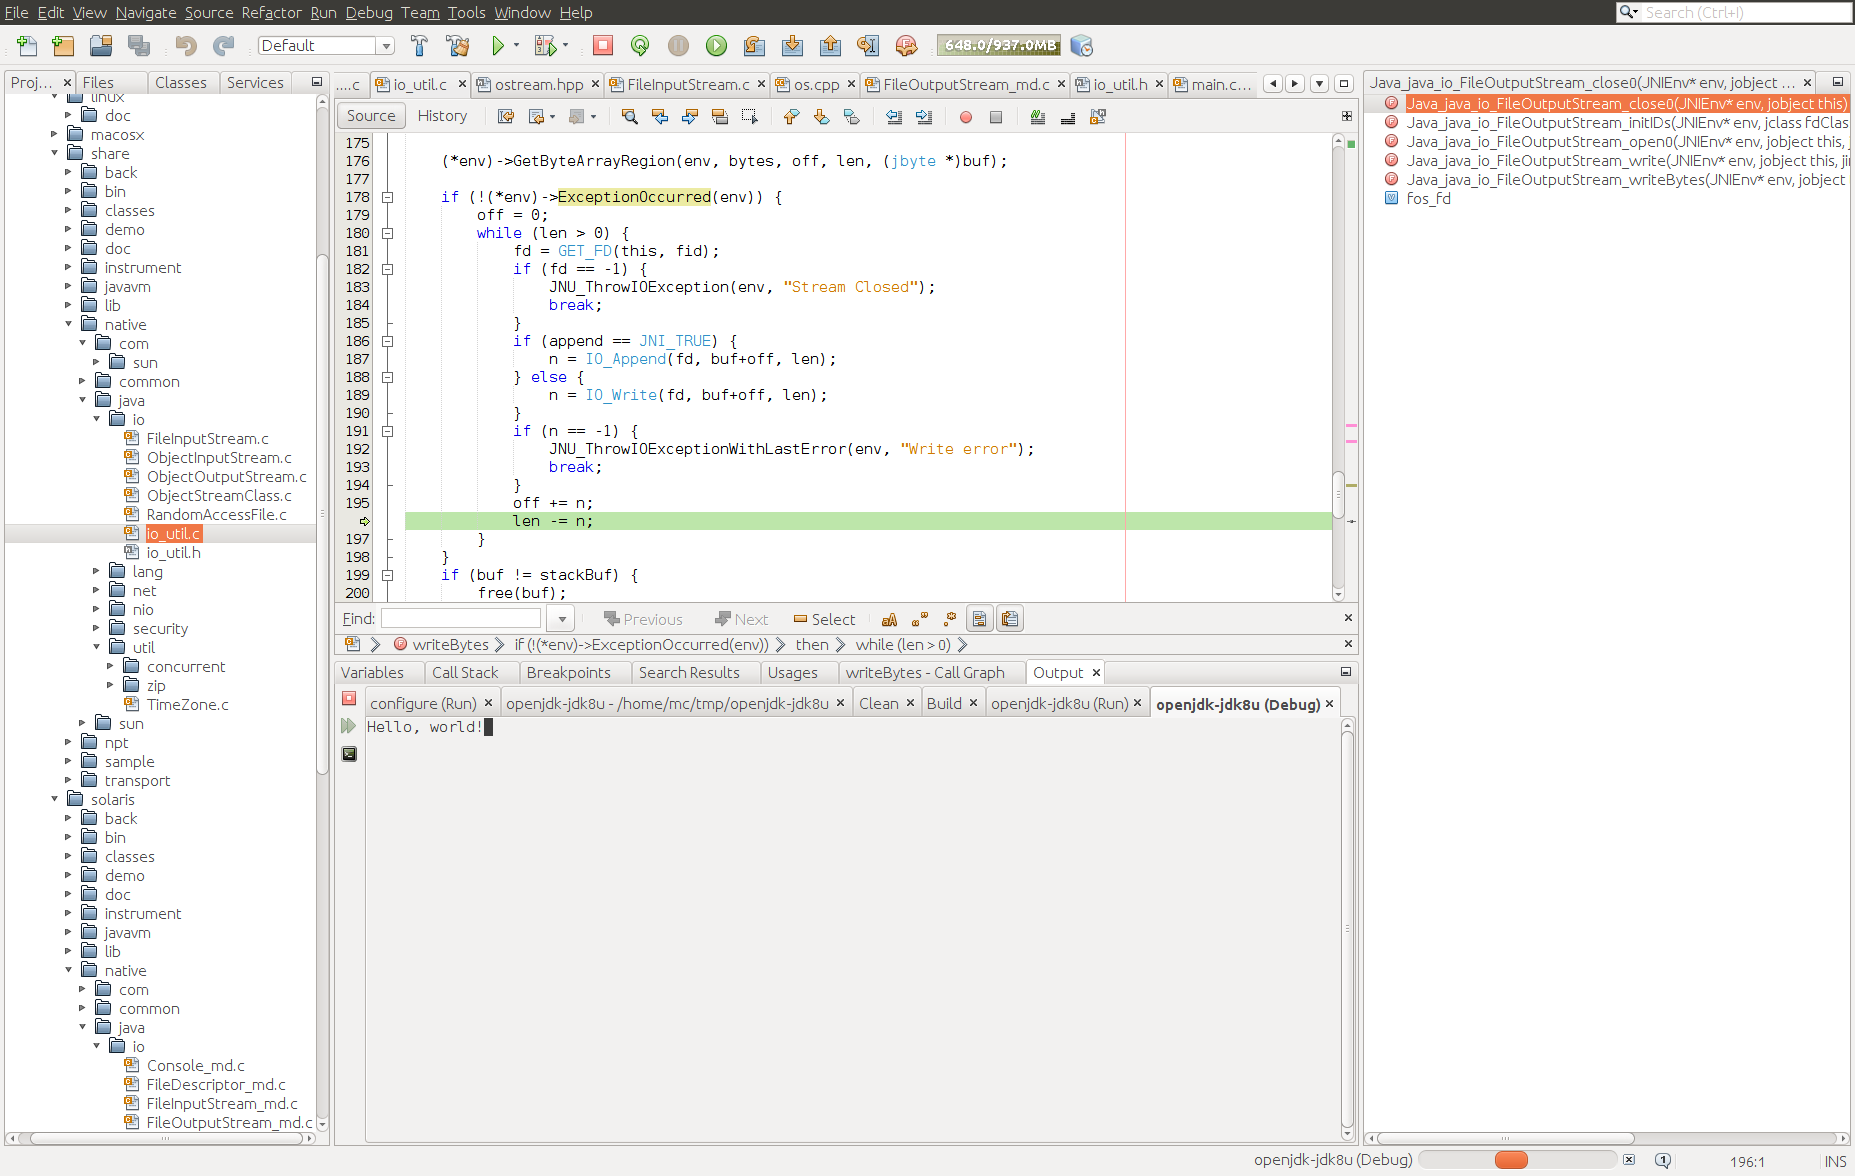 File Edit View Navigate Source Refactor Run Debug Team Tools Window Help
Search (Ctrl+I)
Default
648.0/937.0MB
Proj... Files Classes Services
linux
doc
macosx
share
back
bin
classes
demo
doc
instrument
javavm
lib
native
com
sun
common
java
io
FileInputStream.c
ObjectInputStream.c
ObjectOutputStream.c
ObjectStreamClass.c
RandomAccessFile.c
io_util.c
io_util.h
lang
net
nio
security
util
concurrent
zip
TimeZone.c
sun
npt
sample
transport
solaris
back
bin
classes
demo
doc
instrument
javavm
lib
native
com
common
java
io
Console_md.c
FileDescriptor_md.c
FileInputStream_md.c
FileOutputStream_md.c
....c io_util.c ostream.hpp FileInputStream.c os.cpp FileOutputStream_md.c io_util.h main.c...
Source History
175
176 (*env)->GetByteArrayRegion(env, bytes, off, len, (jbyte *)buf);
177
178 if (!(*env)->ExceptionOccurred(env)) {
179 off = 0;
180 while (len > 0) {
181 fd = GET_FD(this, fid);
182 if (fd == -1) {
183 JNU_ThrowIOException(env, "Stream Closed");
184 break;
185 }
186 if (append == JNI_TRUE) {
187 n = IO_Append(fd, buf+off, len);
188 } else {
189 n = IO_Write(fd, buf+off, len);
190 }
191 if (n == -1) {
192 JNU_ThrowIOExceptionWithLastError(env, "Write error");
193 break;
194 }
195 off += n;
len -= n;
197 }
198 }
199 if (buf != stackBuf) {
200 free(buf);
Find: Previous Next Select
writeBytes if (!(*env)->ExceptionOccurred(env)) then while (len > 0)
Variables Call Stack Breakpoints Search Results Usages writeBytes - Call Graph Output
configure (Run) openjdk-jdk8u - /home/mc/tmp/openjdk-jdk8u Clean Build openjdk-jdk8u (Run) openjdk-jdk8u (Debug)
Hello, world!
Java_java_io_FileOutputStream_close0(JNIEnv* env, jobject ...
Java_java_io_FileOutputStream_close0(JNIEnv* env, jobject this)
Java_java_io_FileOutputStream_initIDs(JNIEnv* env, jclass fdClas
Java_java_io_FileOutputStream_open0(JNIEnv* env, jobject this,
Java_java_io_FileOutputStream_write(JNIEnv* env, jobject this, ji
Java_java_io_FileOutputStream_writeBytes(JNIEnv* env, jobject
fos_fd
openjdk-jdk8u (Debug) 196:1 INS